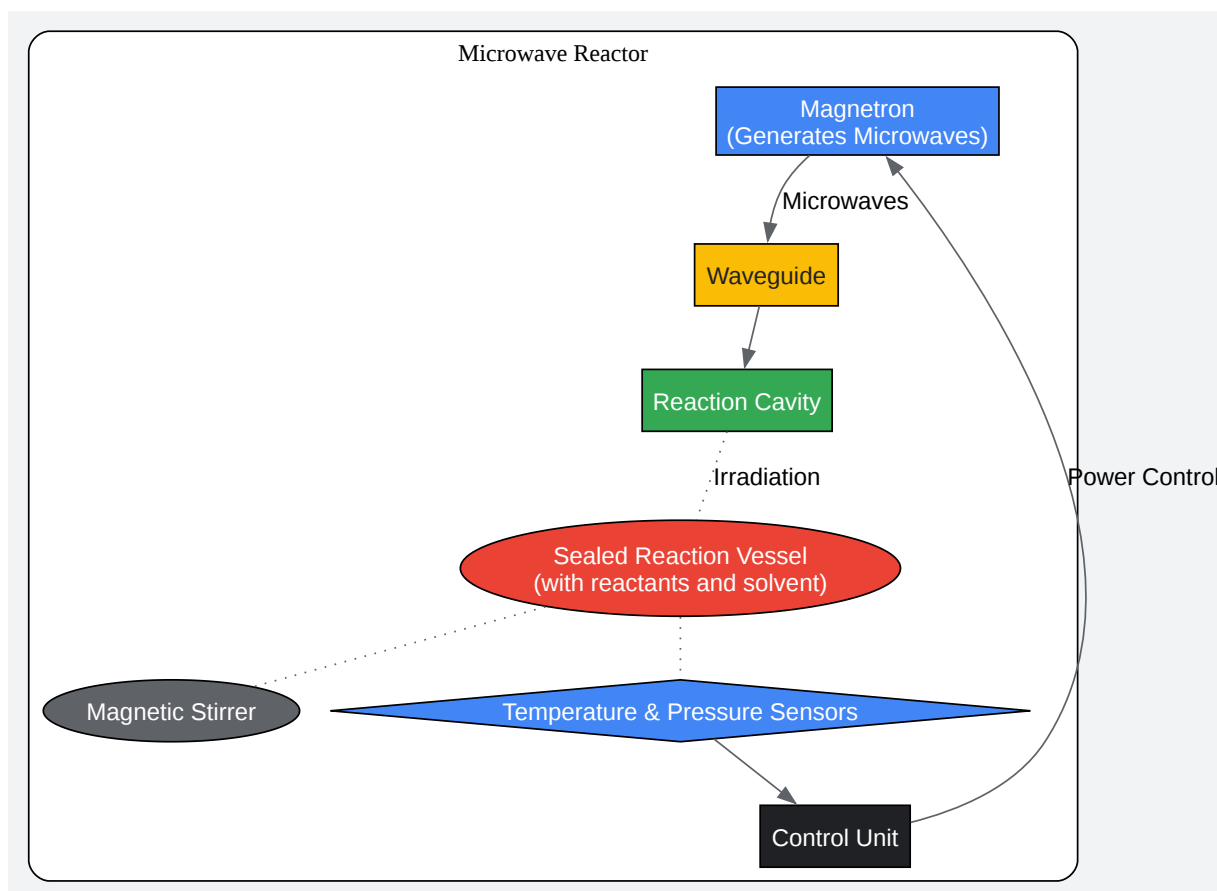 Microwave Reactor
Magnetron
(Generates Microwaves)
Microwaves
Waveguide
Reaction Cavity
Irradiation
Power Control
Sealed Reaction Vessel
(with reactants and solvent)
Magnetic Stirrer
Temperature & Pressure Sensors
Control Unit